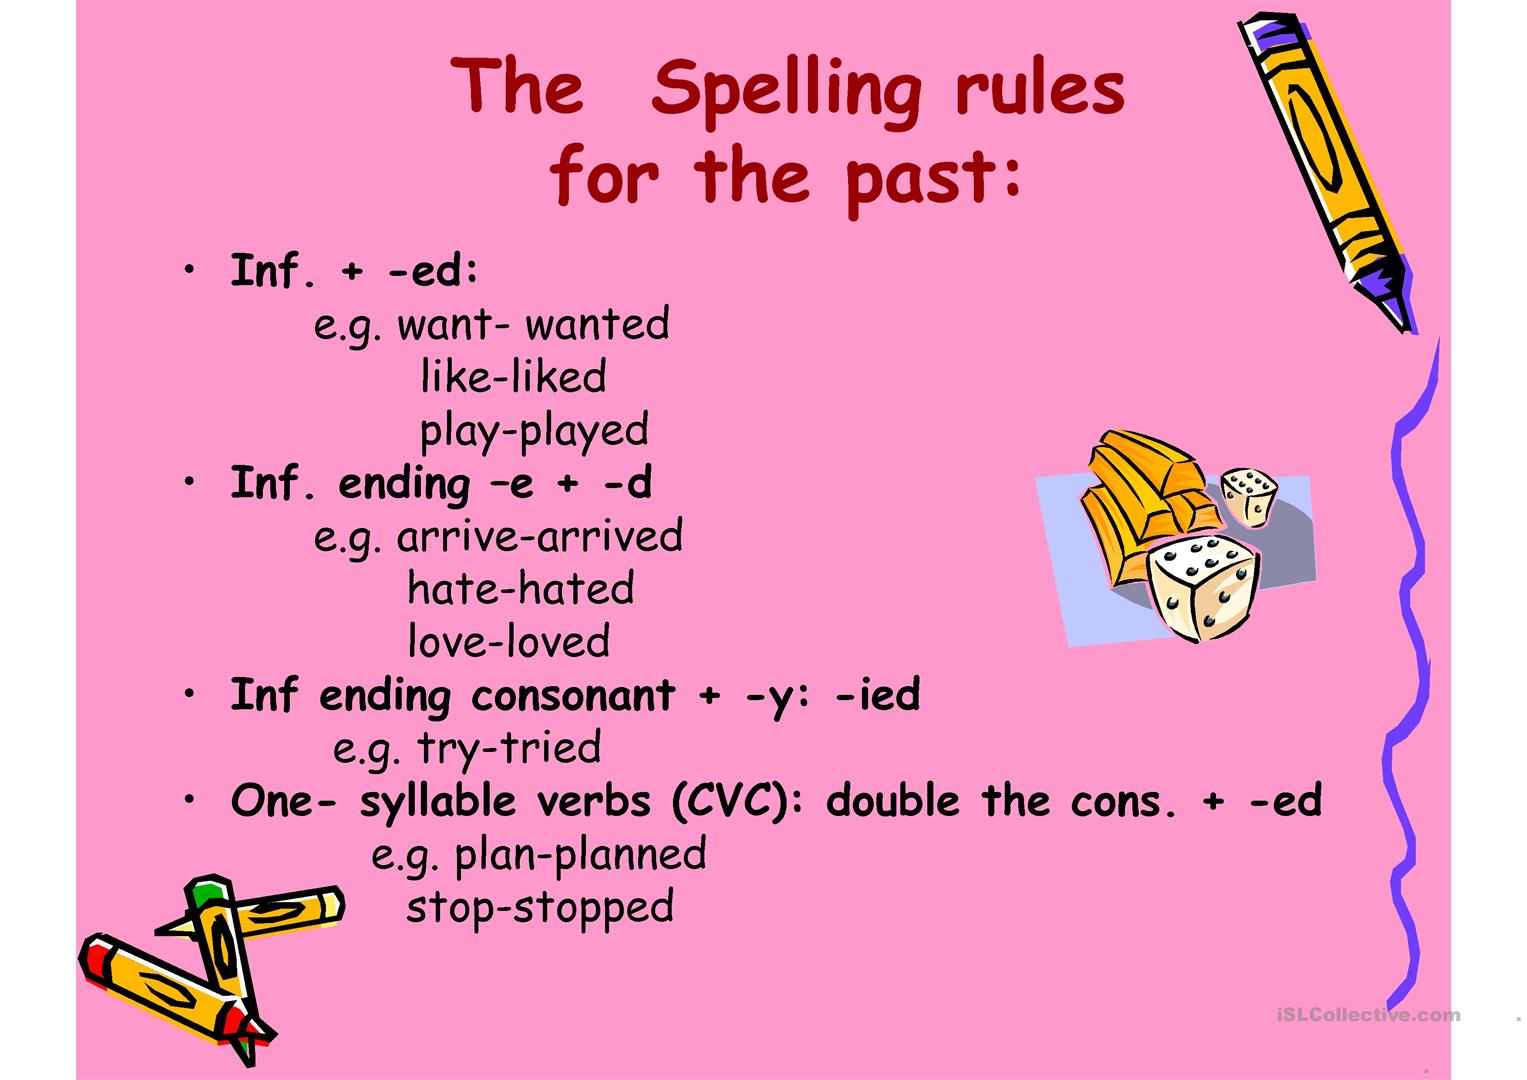 The Spelling rules
for the past:
• Inf. + -ed:
e.g. want- wanted
like-liked
play-played
• Inf. ending –e + -d
e.g. arrive-arrived
hate-hated
love-loved
• Inf ending consonant + -y: -ied
e.g. try-tried
• One- syllable verbs (CVC): double the cons. + -ed
e.g. plan-planned
stop-stopped
iSLCollective.com